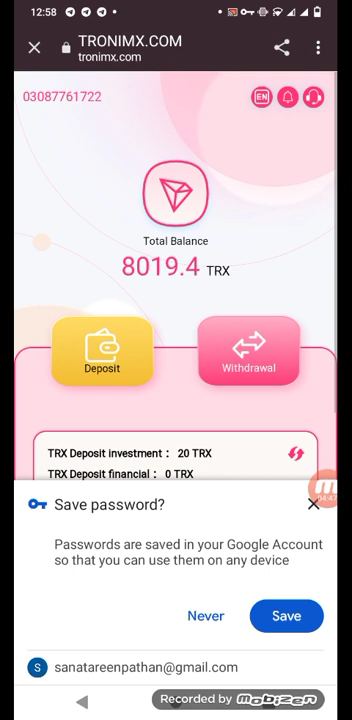 12:58
TRONIMX.COM
tronimx.com
03087761722
EN
Total Balance
8019.4 TRX
Deposit
Withdrawal
TRX Deposit investment : 20 TRX
TRX Deposit financial : 0 TRX
04:47
Save password?
Passwords are saved in your Google Account
so that you can use them on any device
Never
Save
S
sanatareenpathan@gmail.com
Recorded by Mobizen